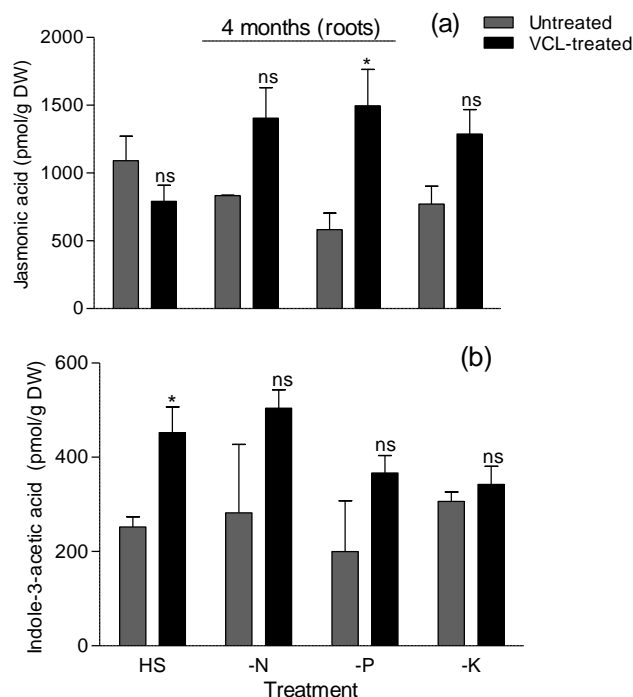 4 months (roots)
(a)
Untreated
VCL-treated
Jasmonic acid (pmol/g DW)
2000
1500
1000
500
0
ns
ns
*
ns
(b)
Indole-3-acetic acid (pmol/g DW)
600
400
200
0
*
ns
ns
ns
HS
-N
-P
-K
Treatment